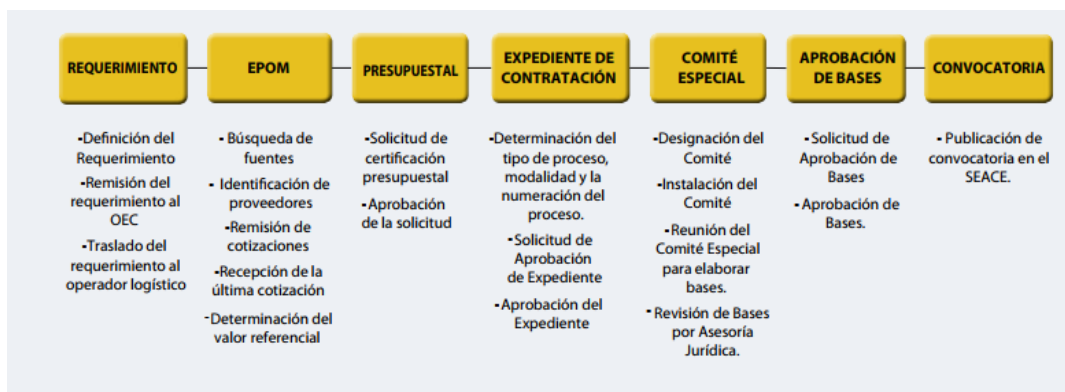 REQUERIMIENTO
-Definición del
Requerimiento
-Remisión del
requerimiento al
OEC
-Traslado del
requerimiento al
operador logístico
EPOM
- Búsqueda de
fuentes
- Identificación de
proveedores
-Remisión de
cotizaciones
-Recepción de la
última cotización
-Determinación del
valor referencial
PRESUPUESTAL
-Solicitud de
certificación
presupuestal
-Aprobación
de la solicitud
EXPEDIENTE DE
CONTRATACIÓN
-Determinación del
tipo de proceso,
modalidad y la
numeración del
proceso.
-Solicitud de
Aprobación
de Expediente
-Aprobación del
Expediente
COMITÉ
ESPECIAL
-Designación del
Comité
-Instalación del
Comité
-Reunión del
Comité Especial
para elaborar
bases.
- Revisión de Bases
por Asesoría
Jurídica.
APROBACIÓN
DE BASES
- Solicitud de
Aprobación de
Bases
- Aprobación de
Bases.
CONVOCATORIA
- Publicación de
convocatoria en el
SEACE.